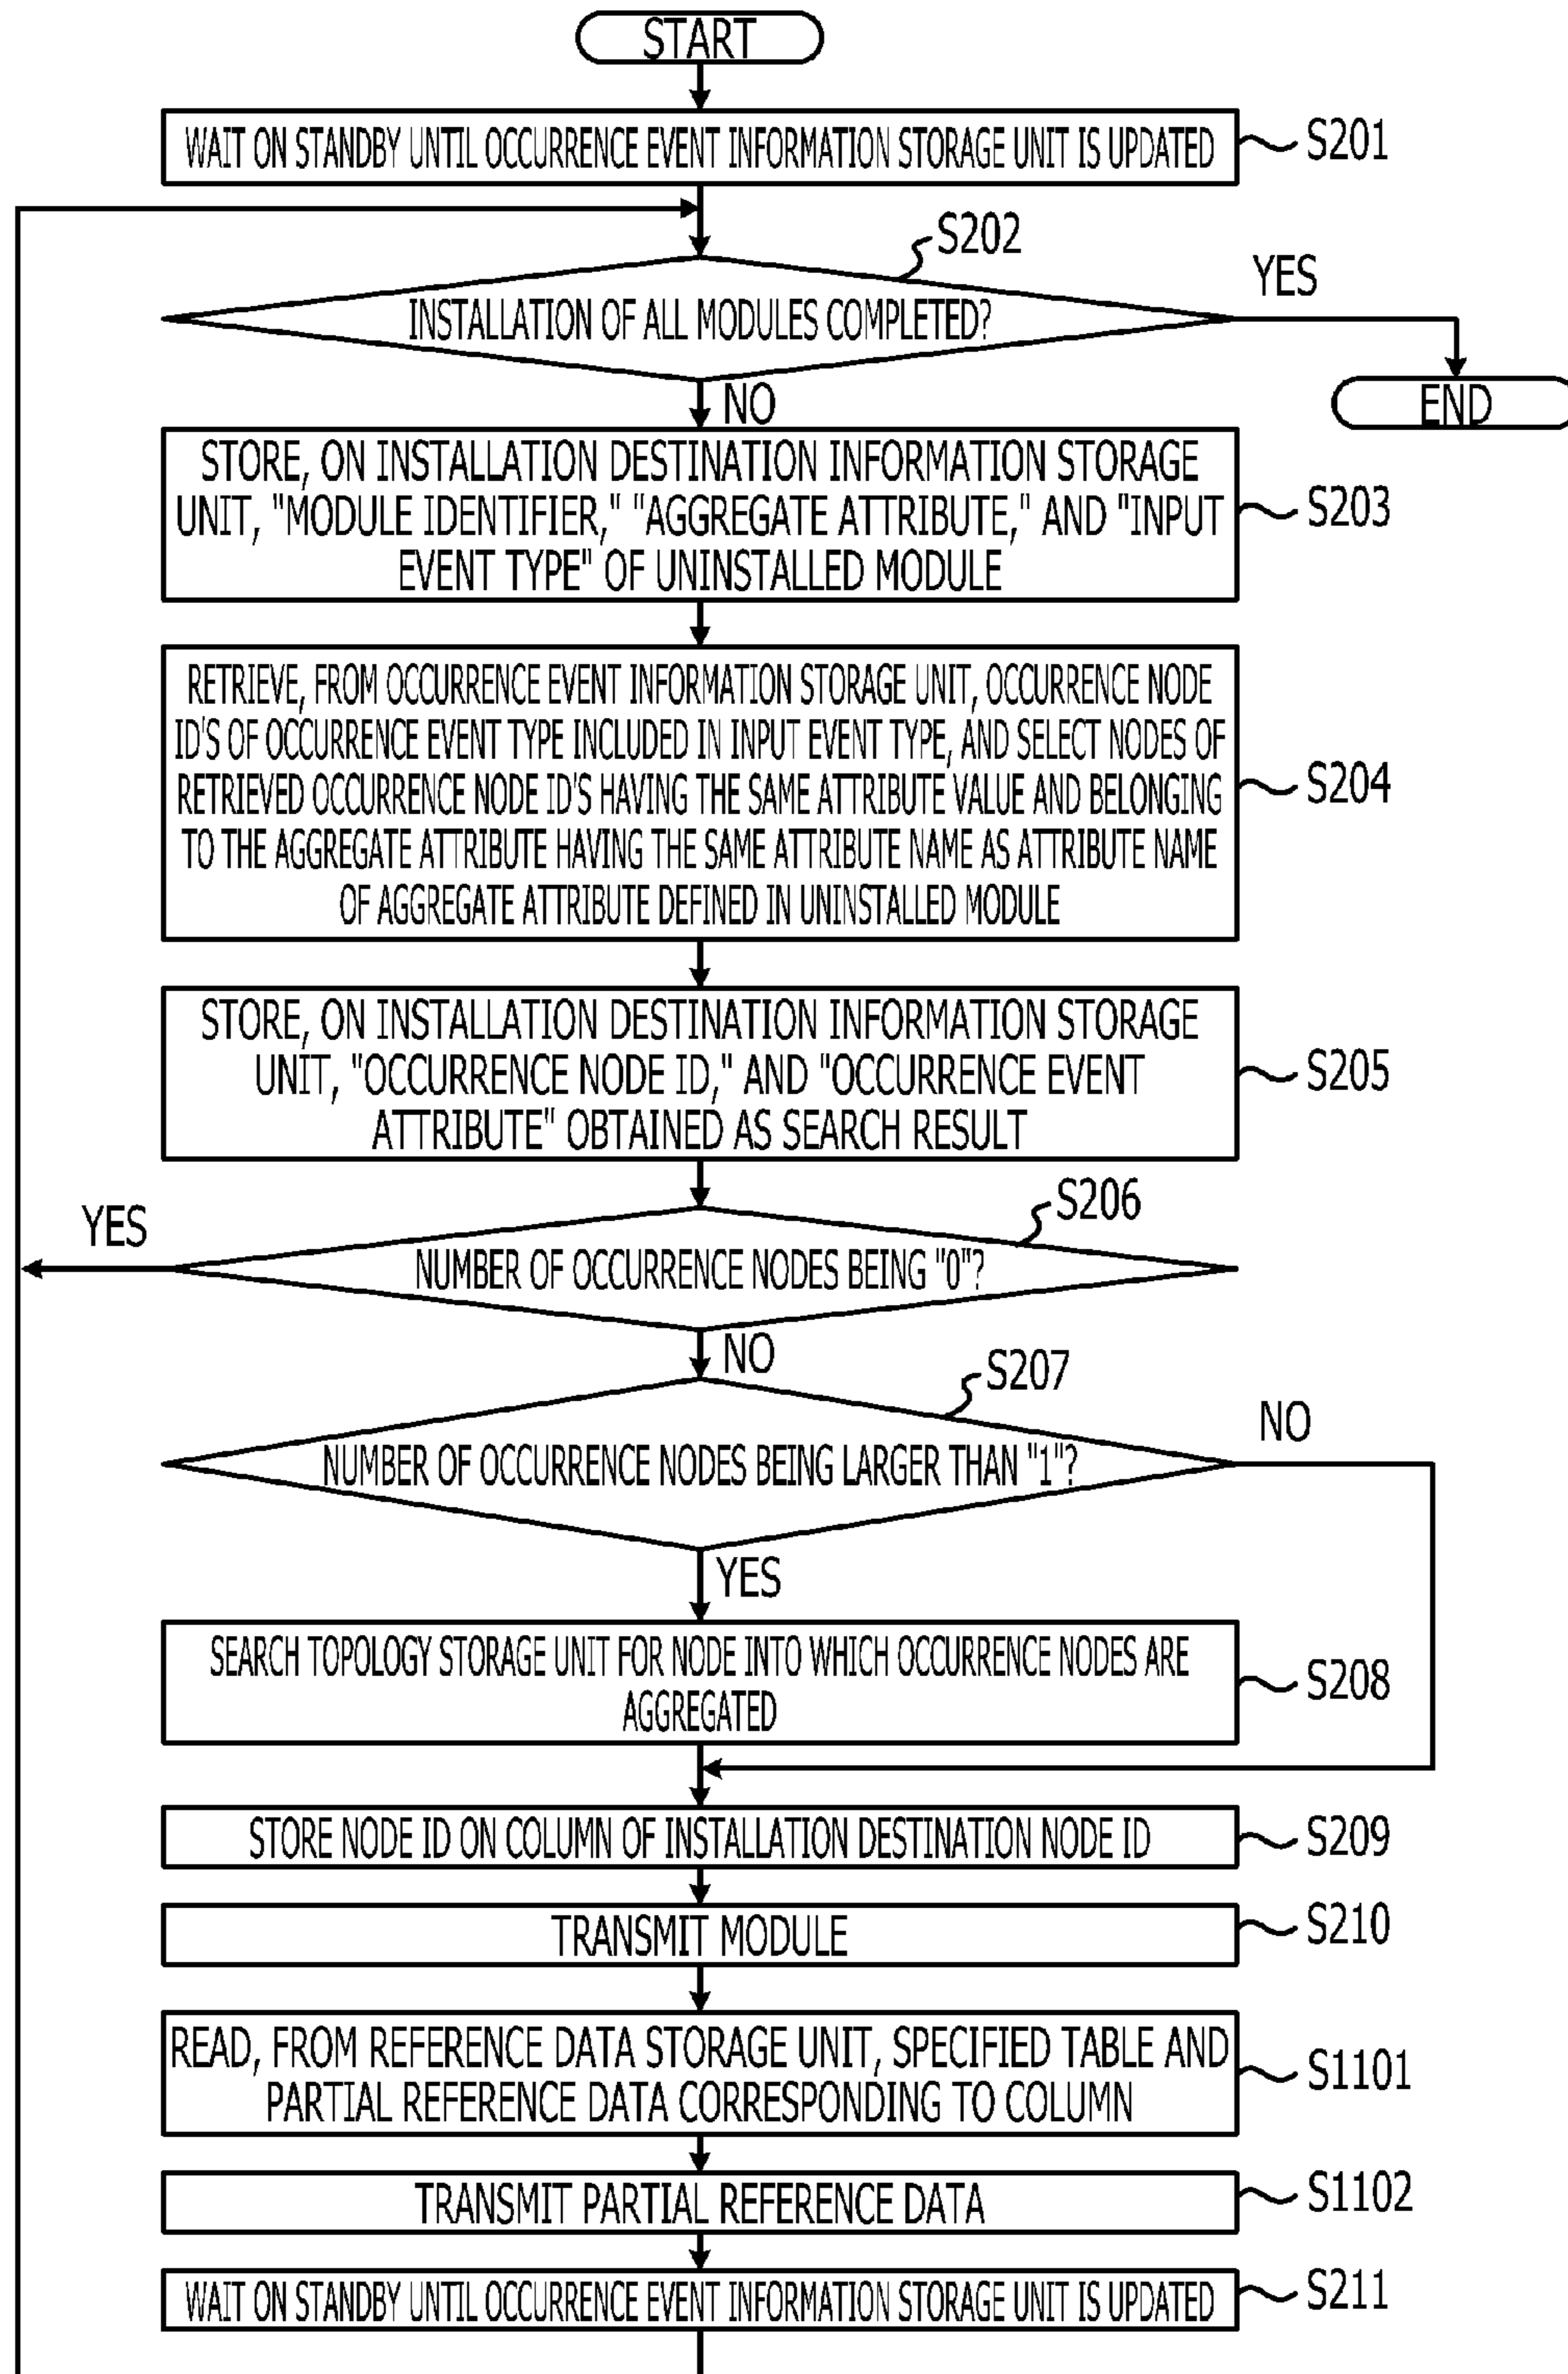 START
WAIT ON STANDBY UNTIL OCCURRENCE EVENT INFORMATION STORAGE UNIT IS UPDATED
S201
S202
INSTALLATION OF ALL MODULES COMPLETED?
YES
END
NO
STORE, ON INSTALLATION DESTINATION INFORMATION STORAGE
UNIT, "MODULE IDENTIFIER," "AGGREGATE ATTRIBUTE," AND "INPUT
EVENT TYPE" OF UNINSTALLED MODULE
S203
RETRIEVE, FROM OCCURRENCE EVENT INFORMATION STORAGE UNIT, OCCURRENCE NODE
ID'S OF OCCURRENCE EVENT TYPE INCLUDED IN INPUT EVENT TYPE, AND SELECT NODES OF
RETRIEVED OCCURRENCE NODE ID'S HAVING THE SAME ATTRIBUTE VALUE AND BELONGING
TO THE AGGREGATE ATTRIBUTE HAVING THE SAME ATTRIBUTE NAME AS ATTRIBUTE NAME
OF AGGREGATE ATTRIBUTE DEFINED IN UNINSTALLED MODULE
S204
STORE, ON INSTALLATION DESTINATION INFORMATION STORAGE
UNIT, "OCCURRENCE NODE ID," AND "OCCURRENCE EVENT
ATTRIBUTE" OBTAINED AS SEARCH RESULT
S205
S206
YES
NUMBER OF OCCURRENCE NODES BEING "0"?
NO
S207
NUMBER OF OCCURRENCE NODES BEING LARGER THAN "1"?
NO
YES
SEARCH TOPOLOGY STORAGE UNIT FOR NODE INTO WHICH OCCURRENCE NODES ARE
AGGREGATED
S208
STORE NODE ID ON COLUMN OF INSTALLATION DESTINATION NODE ID
S209
TRANSMIT MODULE
S210
READ, FROM REFERENCE DATA STORAGE UNIT, SPECIFIED TABLE AND
PARTIAL REFERENCE DATA CORRESPONDING TO COLUMN
S1101
TRANSMIT PARTIAL REFERENCE DATA
S1102
WAIT ON STANDBY UNTIL OCCURRENCE EVENT INFORMATION STORAGE UNIT IS UPDATED
S211